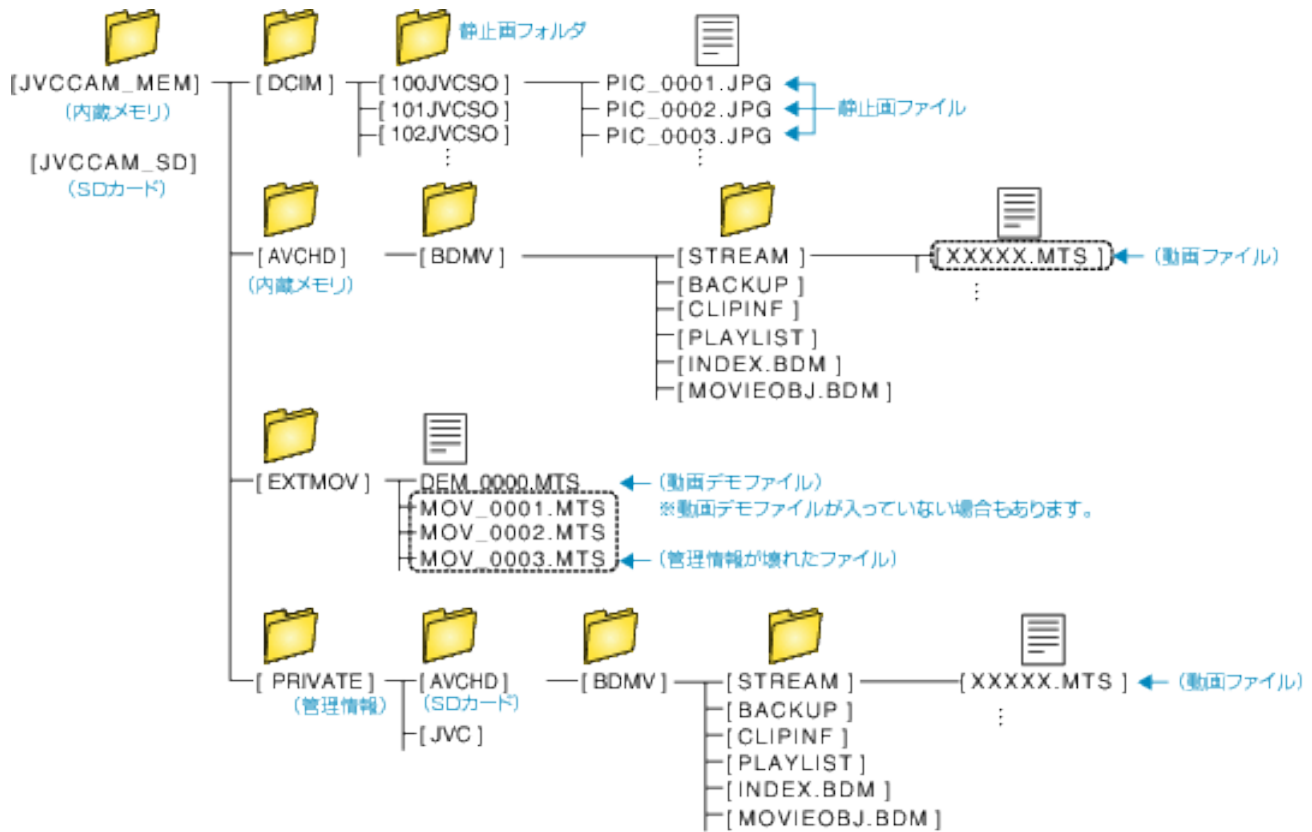 静止画フォルダ
[JVCCAM_MEM]
(内蔵メモリ)
[DCIM]
[100JVCSO]
PIC_0001.JPG
[101JVCSO]
PIC_0002.JPG
静止画ファイル
[102JVCSO]
PIC_0003.JPG
⋮
[JVCCAM_SD]
(SDカード)
[AVCHD]
(内蔵メモリ)
[BDMV]
[STREAM]
[XXXXX.MTS]
(動画ファイル)
[BACKUP]
⋮
[CLIPINF]
[PLAYLIST]
[INDEX.BDM]
[MOVIEOBJ.BDM]
[EXTMOV]
DEM_0000.MTS
(動画デモファイル)
MOV_0001.MTS
※動画デモファイルが入っていない場合もあります。
MOV_0002.MTS
MOV_0003.MTS
(管理情報が壊れたファイル)
[PRIVATE]
(管理情報)
[AVCHD]
(SDカード)
[JVC]
[BDMV]
[STREAM]
[XXXXX.MTS]
(動画ファイル)
[BACKUP]
⋮
[CLIPINF]
[PLAYLIST]
[INDEX.BDM]
[MOVIEOBJ.BDM]